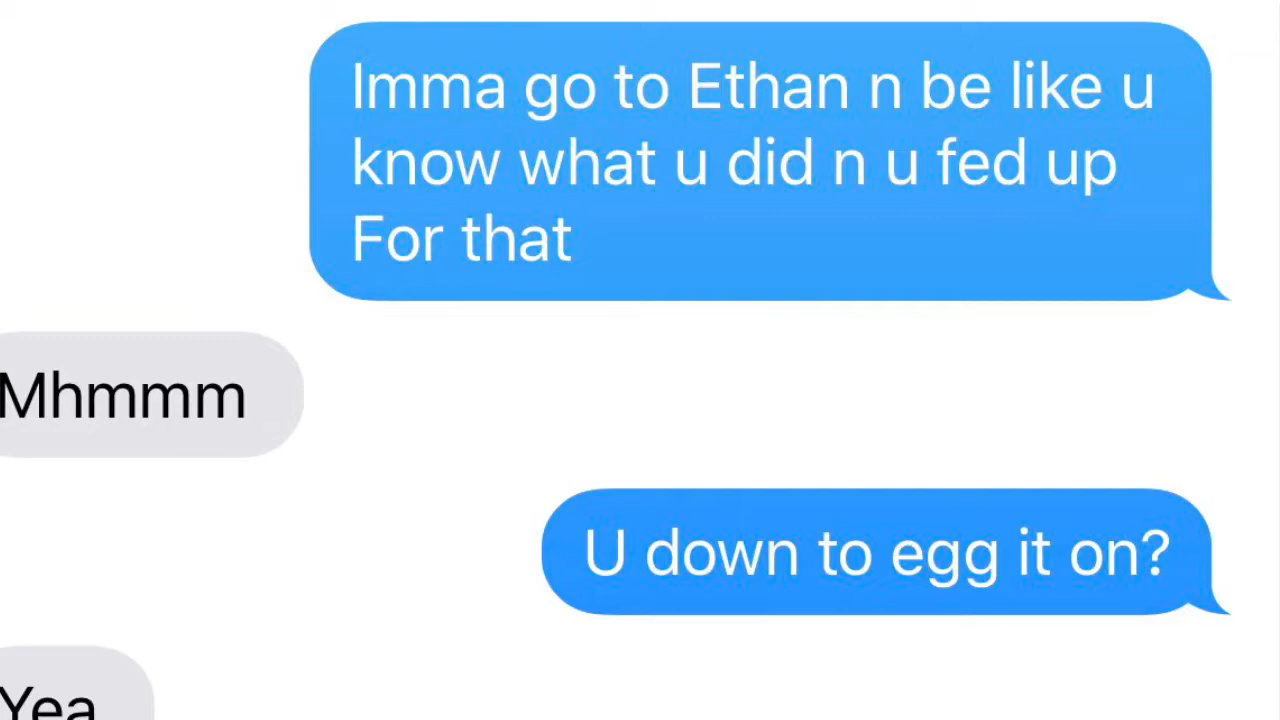 Imma go to Ethan n be like u
know what u did n u fed up
For that
Mhmmm
U down to egg it on?
Yea